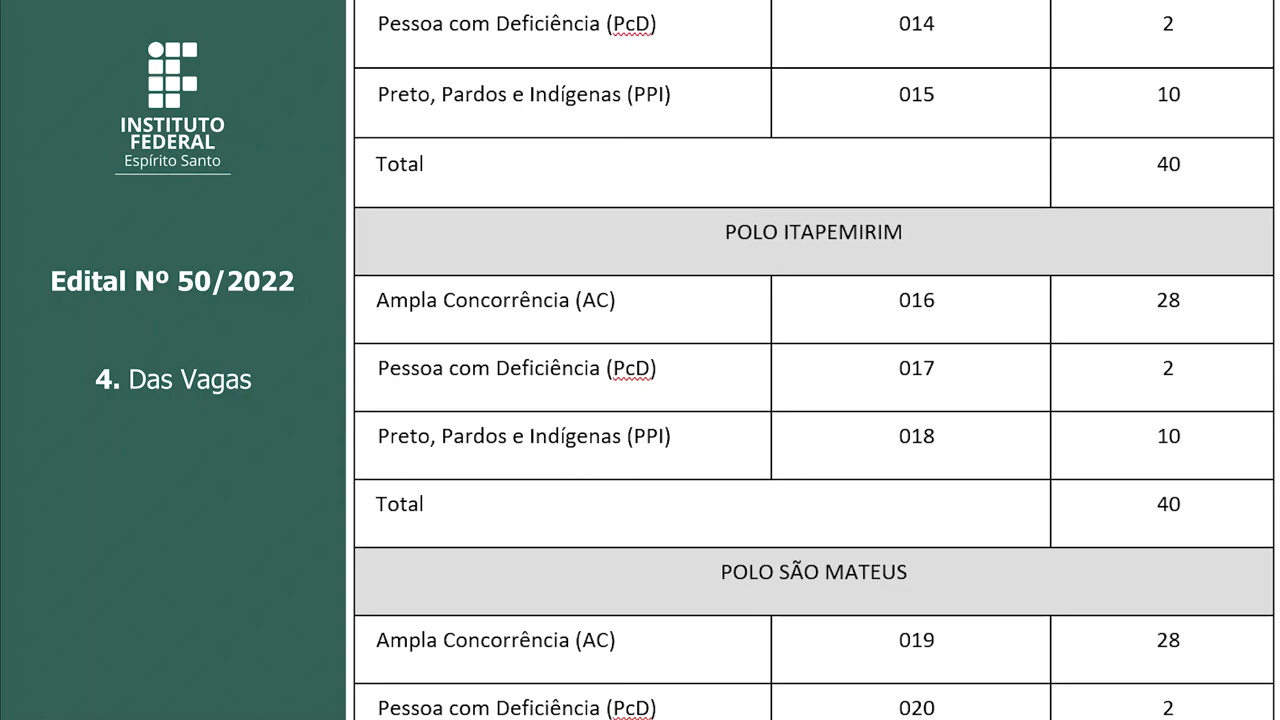 INSTITUTO
FEDERAL
Espírito Santo
Edital Nº 50/2022
4. Das Vagas
Pessoa com Deficiência (PcD) 014 2
Preto, Pardos e Indígenas (PPI) 015 10
Total 40
POLO ITAPEMIRIM
Ampla Concorrência (AC) 016 28
Pessoa com Deficiência (PcD) 017 2
Preto, Pardos e Indígenas (PPI) 018 10
Total 40
POLO SÃO MATEUS
Ampla Concorrência (AC) 019 28
Pessoa com Deficiência (PcD) 020 2